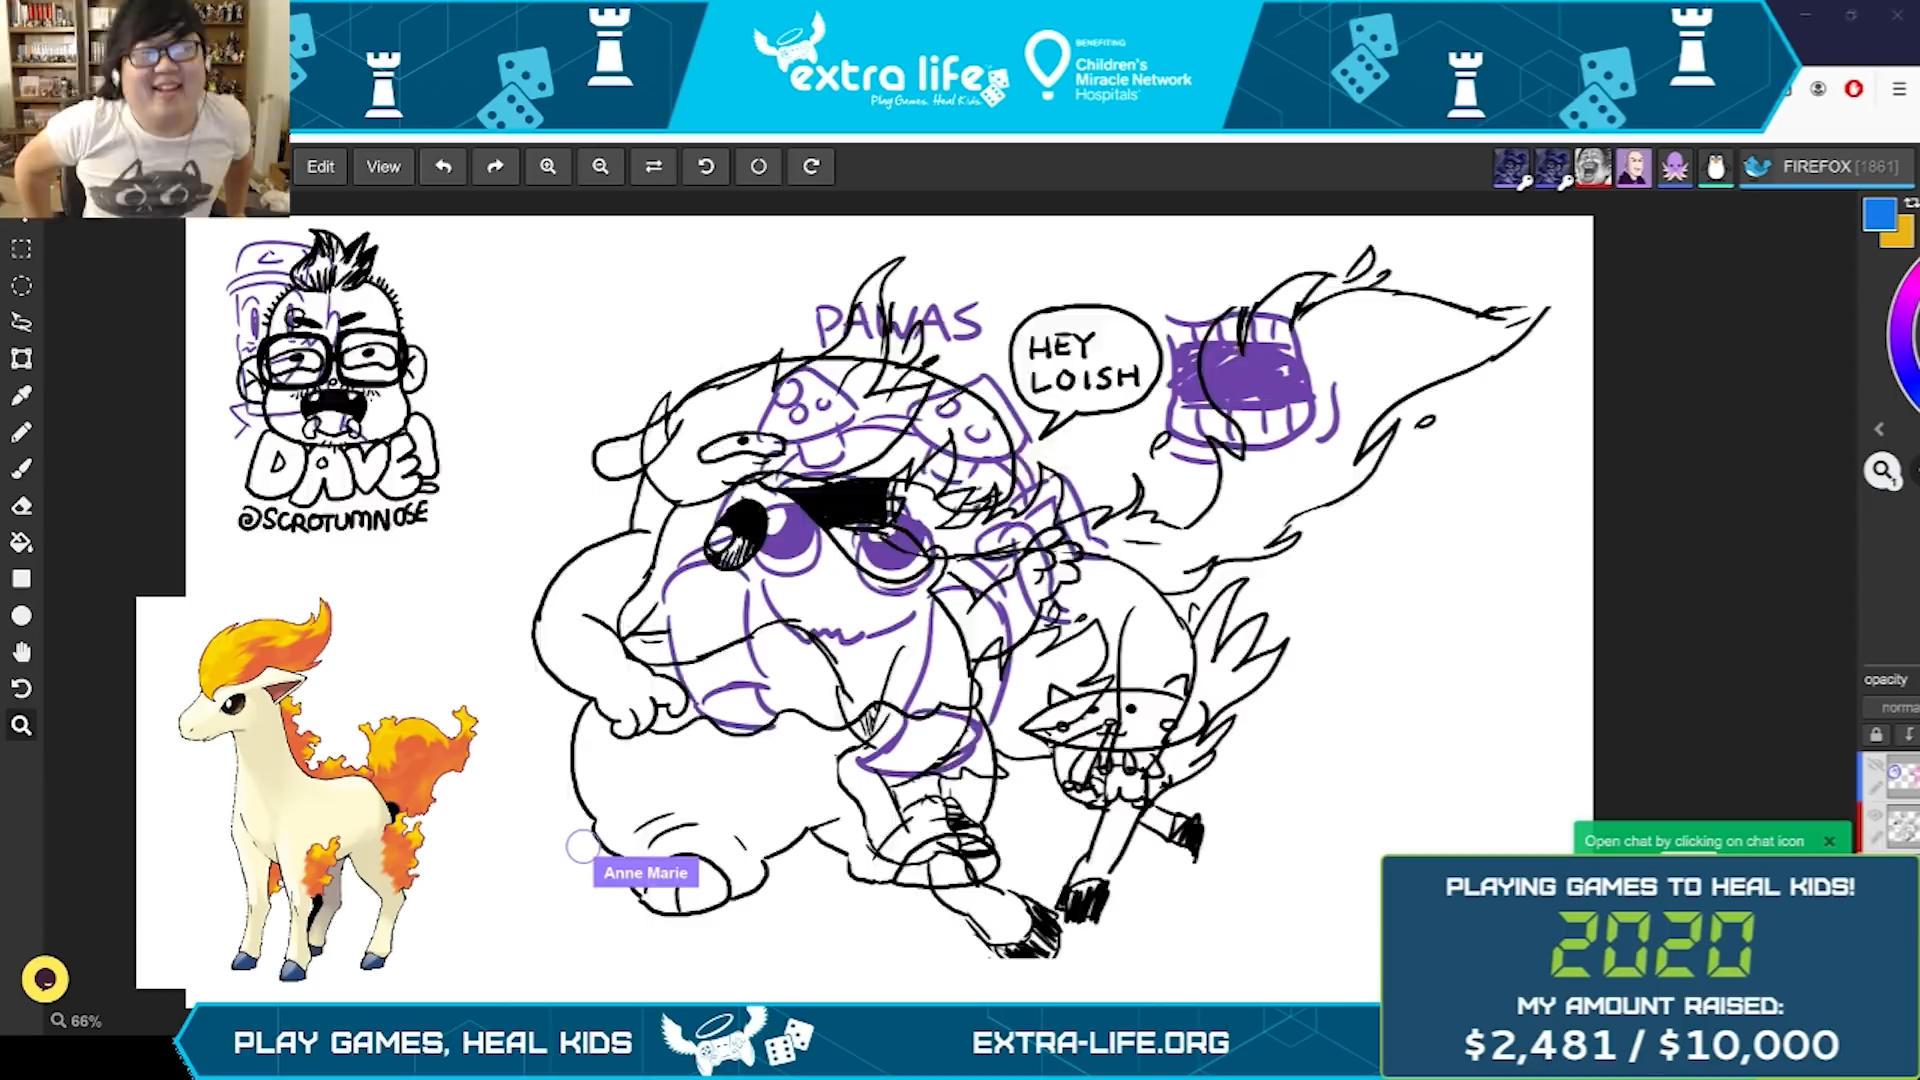 extra life
Play Games. Heal Kids.
BENEFITING
Children's
Miracle Network
Hospitals
Edit
View
FIREFOX [1861]
PAWAS
HEY
LOISH
DAVE
@SCROTUMNOSE
Anne Marie
opacity
norma
Open chat by clicking on chat icon
66%
PLAYING GAMES TO HEAL KIDS!
2020
MY AMOUNT RAISED:
$2,481 / $10,000
PLAY GAMES, HEAL KIDS
EXTRA-LIFE.ORG